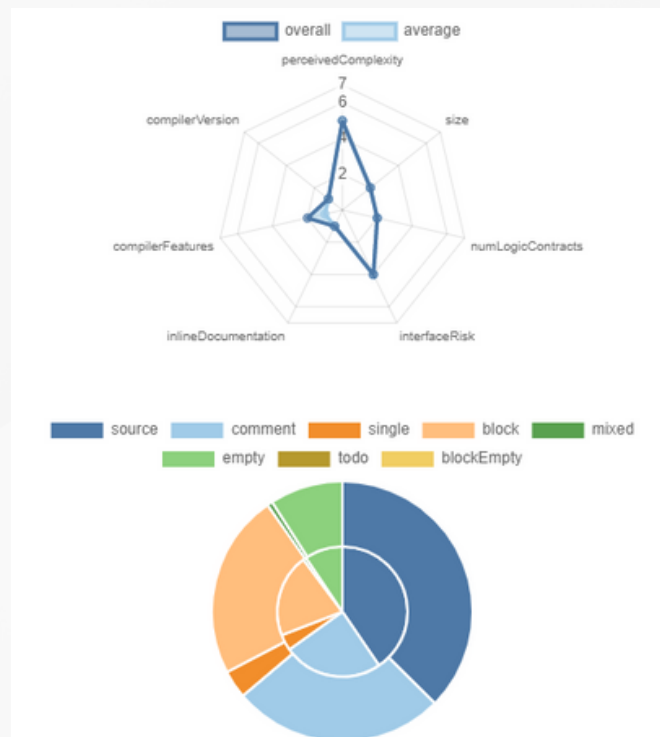 overall average
perceivedComplexity
7
6
compilerVersion size
4
2
compilerFeatures numLogicContracts
inlineDocumentation interfaceRisk
source comment single block mixed
empty todo blockEmpty